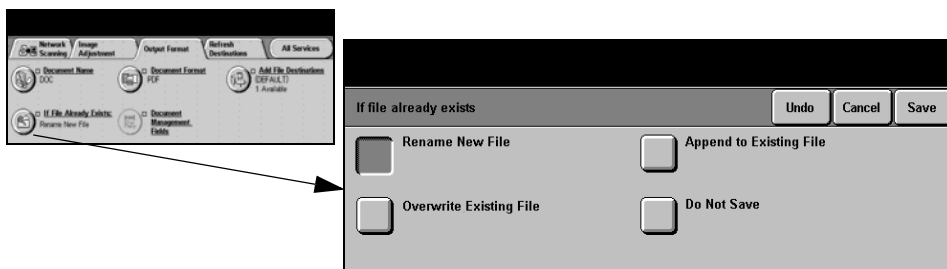 Network Scanning
Image Adjustment
Output Format
Refresh Destinations
All Services
Document Name
DOC
Document Format
PDF
Add File Destinations
(DEFAULT)
1 Available
If File Already Exists:
Rename New File
Document
Management
Fields
If file already exists
Undo
Cancel
Save
Rename New File
Append to Existing File
Overwrite Existing File
Do Not Save